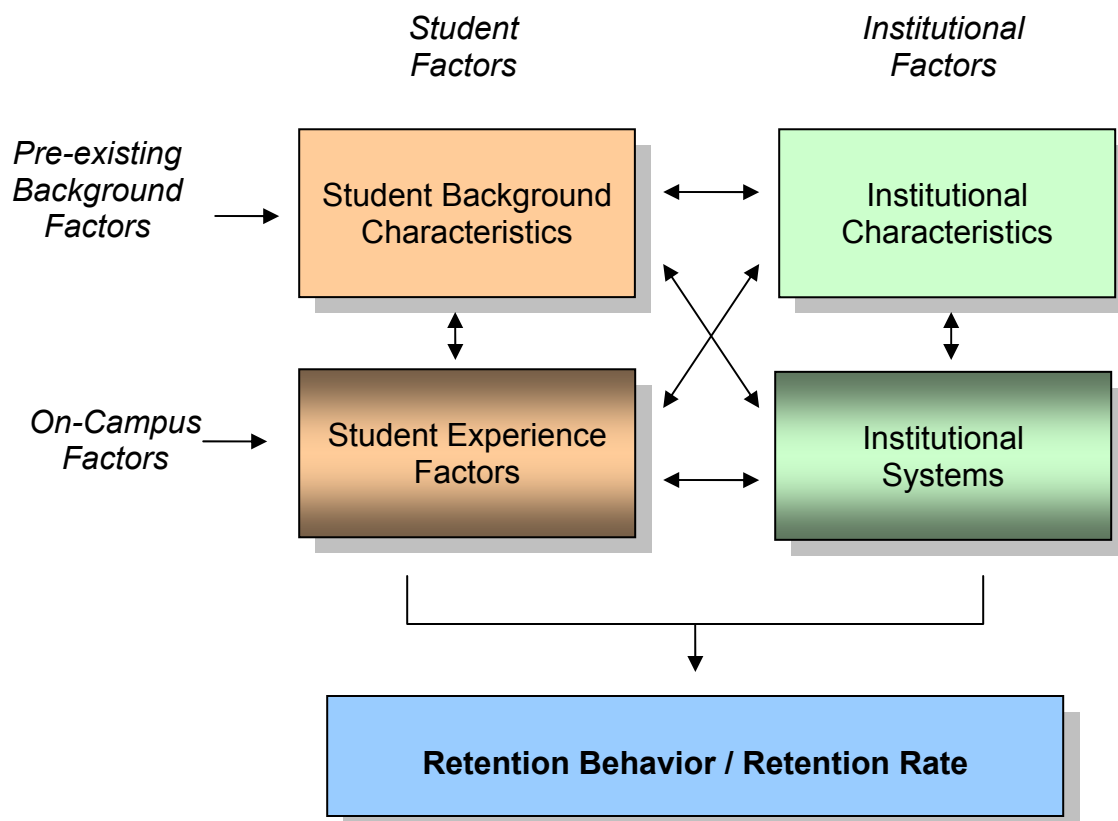 Student
Factors
Institutional
Factors
Pre-existing
Background
Factors
Student Background
Characteristics
Institutional
Characteristics
On-Campus
Factors
Student Experience
Factors
Institutional
Systems
Retention Behavior / Retention Rate